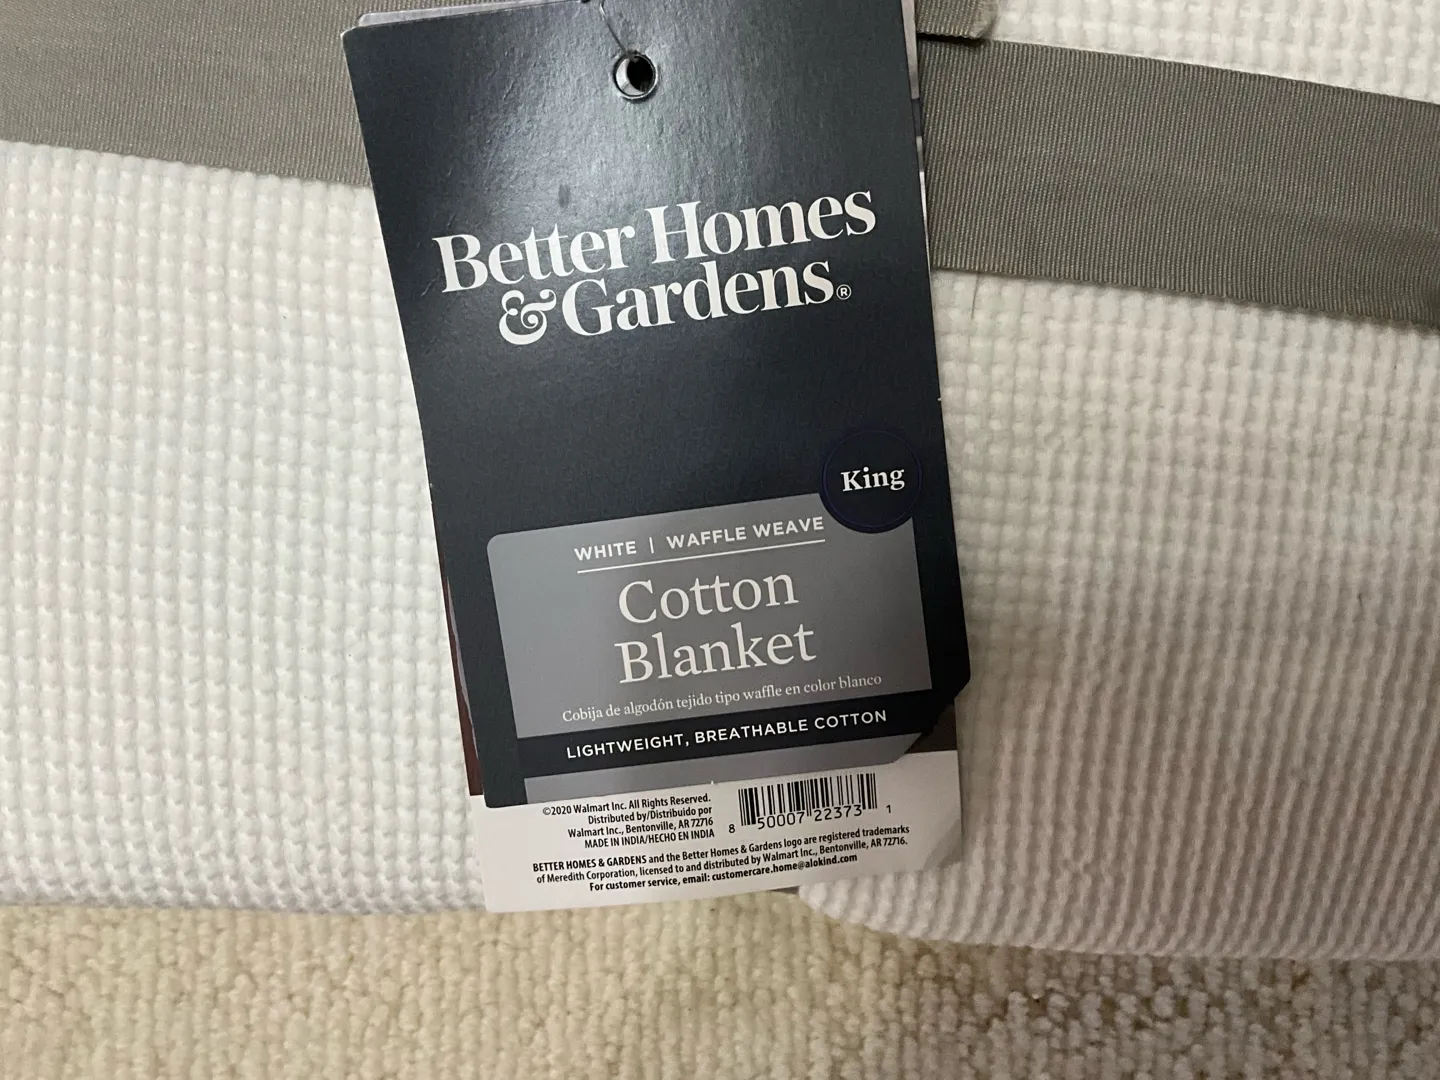 Better Homes
& Gardens®
King
WHITE | WAFFLE WEAVE
Cotton
Blanket
Cobija de algodón tejido tipo waffle en color blanco
LIGHTWEIGHT, BREATHABLE COTTON
©2020 Walmart Inc. All Rights Reserved.
Distributed by/Distribuido por
Walmart Inc., Bentonville, AR 72716
MADE IN INDIA/HECHO EN INDIA
8 50007 22373 1
BETTER HOMES & GARDENS and the Better Homes & Gardens logo are registered trademarks
of Meredith Corporation, licensed to and distributed by Walmart Inc., Bentonville, AR 72716.
For customer service, email: customercare.home@alokind.com